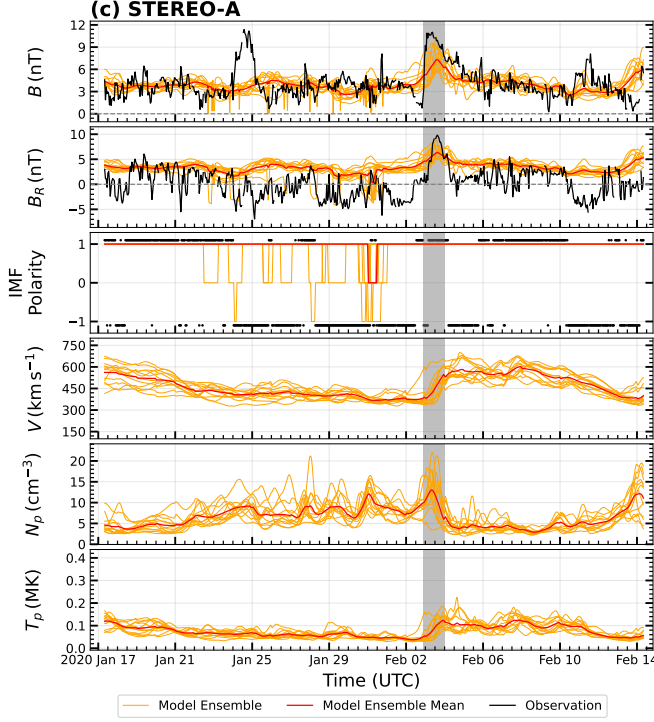 (c) STEREO-A
B (nT)
12
9
6
3
0
B_R (nT)
10
5
0
−5
IMF
Polarity
1
0
−1
V (kms⁻¹)
750
600
450
300
150
N_p (cm⁻³)
20
15
10
5
0
T_p (MK)
0.4
0.3
0.2
0.1
0.0
2020 Jan 17 Jan 21 Jan 25 Jan 29 Feb 02 Feb 06 Feb 10 Feb 14
Time (UTC)
Model Ensemble Model Ensemble Mean Observation